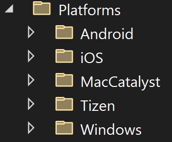 Platforms
Android
iOS
MacCatalyst
Tizen
Windows